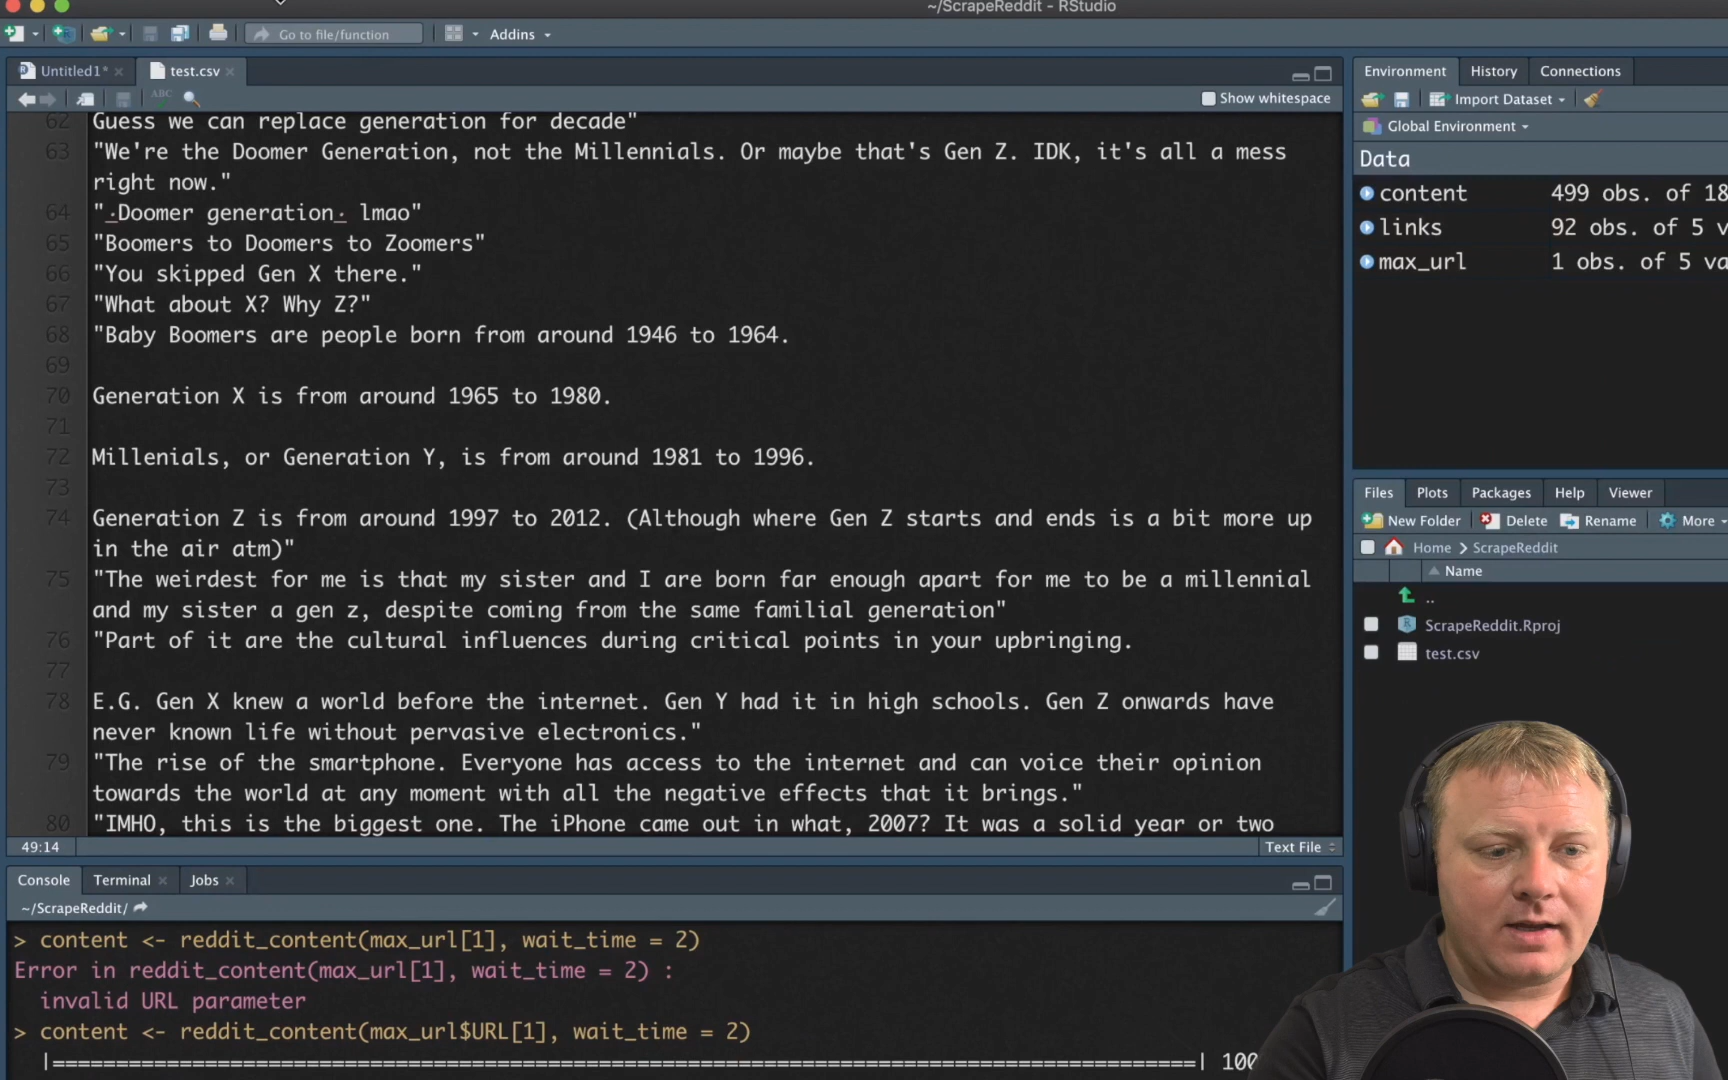 ~/ScrapeReddit - RStudio
Go to file/function
Addins
Untitled1*
test.csv
ABC
Show whitespace
62 Guess we can replace generation for decade"
63 "We're the Doomer Generation, not the Millennials. Or maybe that's Gen Z. IDK, it's all a mess
right now."
64 "_Doomer generation_ lmao"
65 "Boomers to Doomers to Zoomers"
66 "You skipped Gen X there."
67 "What about X? Why Z?"
68 "Baby Boomers are people born from around 1946 to 1964.
69
70 Generation X is from around 1965 to 1980.
71
72 Millenials, or Generation Y, is from around 1981 to 1996.
73
74 Generation Z is from around 1997 to 2012. (Although where Gen Z starts and ends is a bit more up
in the air atm)"
75 "The weirdest for me is that my sister and I are born far enough apart for me to be a millennial
and my sister a gen z, despite coming from the same familial generation"
76 "Part of it are the cultural influences during critical points in your upbringing.
77
78 E.G. Gen X knew a world before the internet. Gen Y had it in high schools. Gen Z onwards have
never known life without pervasive electronics."
79 "The rise of the smartphone. Everyone has access to the internet and can voice their opinion
towards the world at any moment with all the negative effects that it brings."
80 "IMHO, this is the biggest one. The iPhone came out in what, 2007? It was a solid year or two
49:14
Text File
Console
Terminal
Jobs
~/ScrapeReddit/
> content <- reddit_content(max_url[1], wait_time = 2)
Error in reddit_content(max_url[1], wait_time = 2) :
invalid URL parameter
> content <- reddit_content(max_url$URL[1], wait_time = 2)
|==========================================================================================| 100
Environment
History
Connections
Import Dataset
Global Environment
Data
content 499 obs. of 18
links 92 obs. of 5 v
max_url 1 obs. of 5 va
Files
Plots
Packages
Help
Viewer
New Folder
Delete
Rename
More
Home
ScrapeReddit
Name
..
ScrapeReddit.Rproj
test.csv